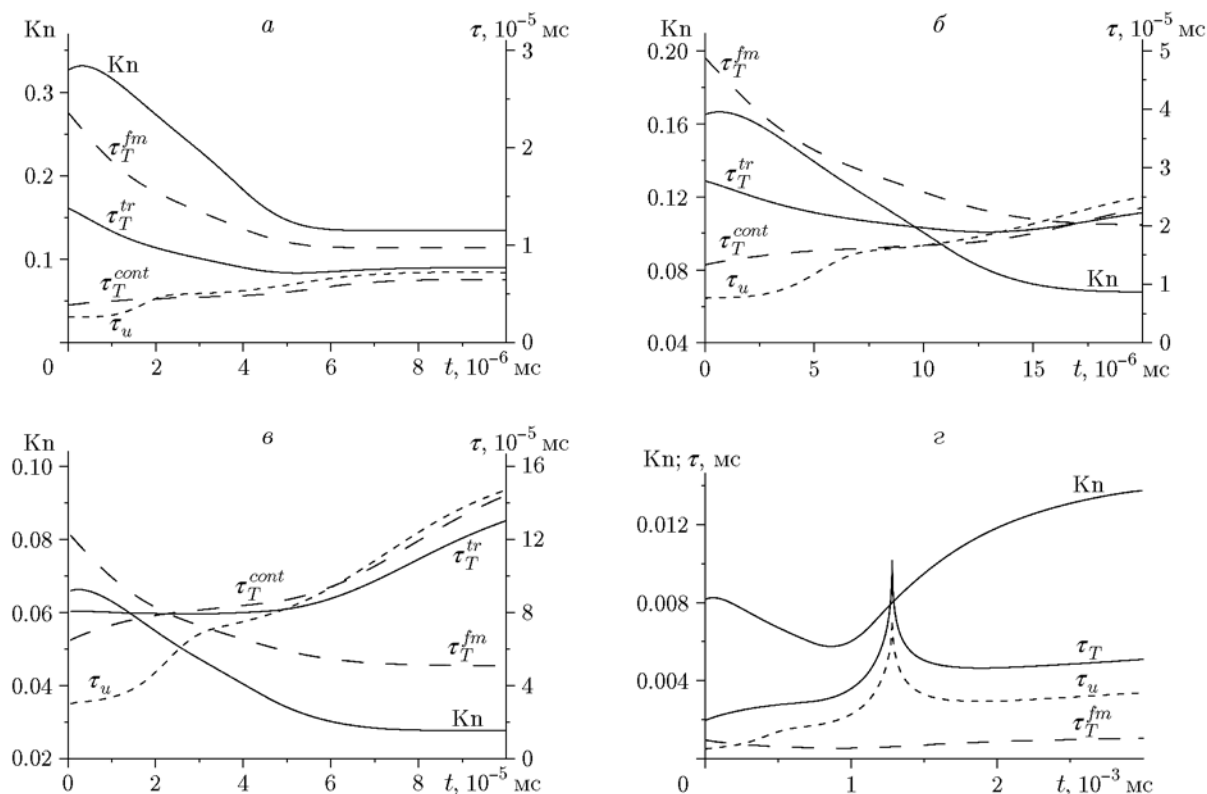 Kn а τ, 10⁻⁵ мс
3
0.3
Kn
τ_T^{fm}
2
0.2
τ_T^{tr}
1
0.1
τ_T^{cont}
τ_u
0
0 2 4 6 8 t, 10⁻⁶ мс
Kn б τ, 10⁻⁵ мс
0.20 5
τ_T^{fm}
4
0.16
Kn
3
τ_T^{tr}
0.12
2
τ_T^{cont}
0.08
τ_u
Kn
1
0.04 0
0 5 10 15 t, 10⁻⁶ мс
Kn в τ, 10⁻⁵ мс
0.10 16
0.08 12
τ_T^{tr}
τ_T^{cont}
0.06 8
τ_T^{fm}
0.04 τ_u 4
Kn
0.02 0
0 2 4 6 8 t, 10⁻⁵ мс
г
Kn; τ, мс
Kn
0.012
0.008
τ_T
0.004
τ_u
τ_T^{fm}
0 1 2 t, 10⁻³ мс